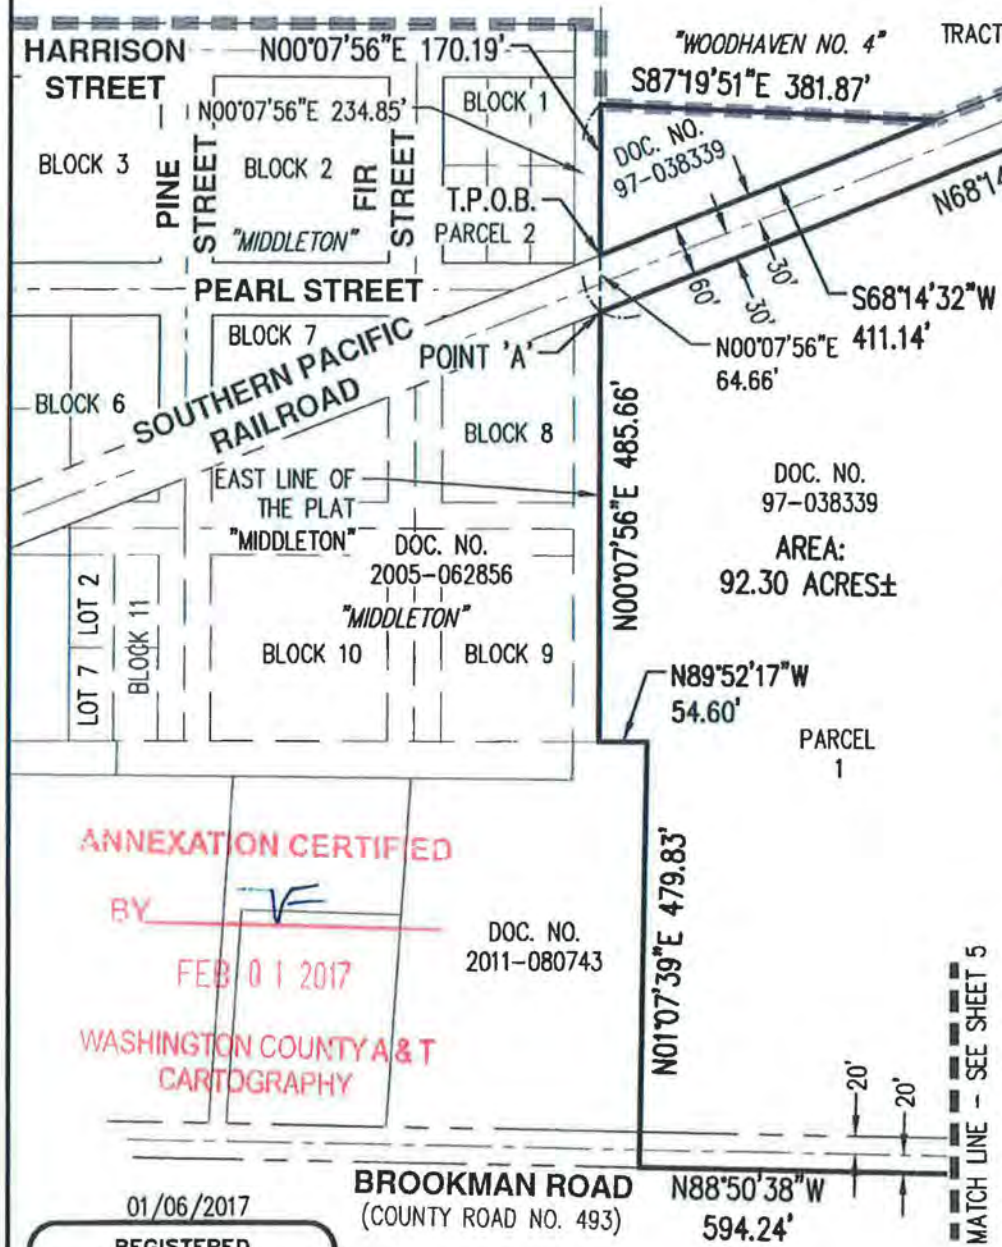 HARRISON
STREET
N00°07'56"E 170.19'
"WOODHAVEN NO. 4"
TRACT
S87°19'51"E 381.87'
N00°07'56"E 234.85'
BLOCK 1
DOC. NO.
97-038339
BLOCK 3
PINE
STREET
BLOCK 2
FIR
STREET
T.P.O.B.
"MIDDLETON"
PARCEL 2
N68°14
PEARL STREET
60'
30'
30'
S68°14'32"W
411.14'
BLOCK 7
POINT 'A'
N00°07'56"E
64.66'
SOUTHERN PACIFIC
RAILROAD
BLOCK 6
BLOCK 8
N00°07'56"E 485.66'
EAST LINE OF
THE PLAT
"MIDDLETON"
DOC. NO.
2005-062856
DOC. NO.
97-038339
AREA:
92.30 ACRES±
"MIDDLETON"
LOT 2
LOT 7
BLOCK 11
BLOCK 10
BLOCK 9
N89°52'17"W
54.60'
PARCEL
1
ANNEXATION CERTIFIED
BY
FEB 01 2017
WASHINGTON COUNTY A & T
CARTOGRAPHY
DOC. NO.
2011-080743
N01°07'39"E 479.83'
20'
20'
MATCH LINE - SEE SHEET 5
BROOKMAN ROAD
(COUNTY ROAD NO. 493)
N88°50'38"W
594.24'
01/06/2017
REGISTERED